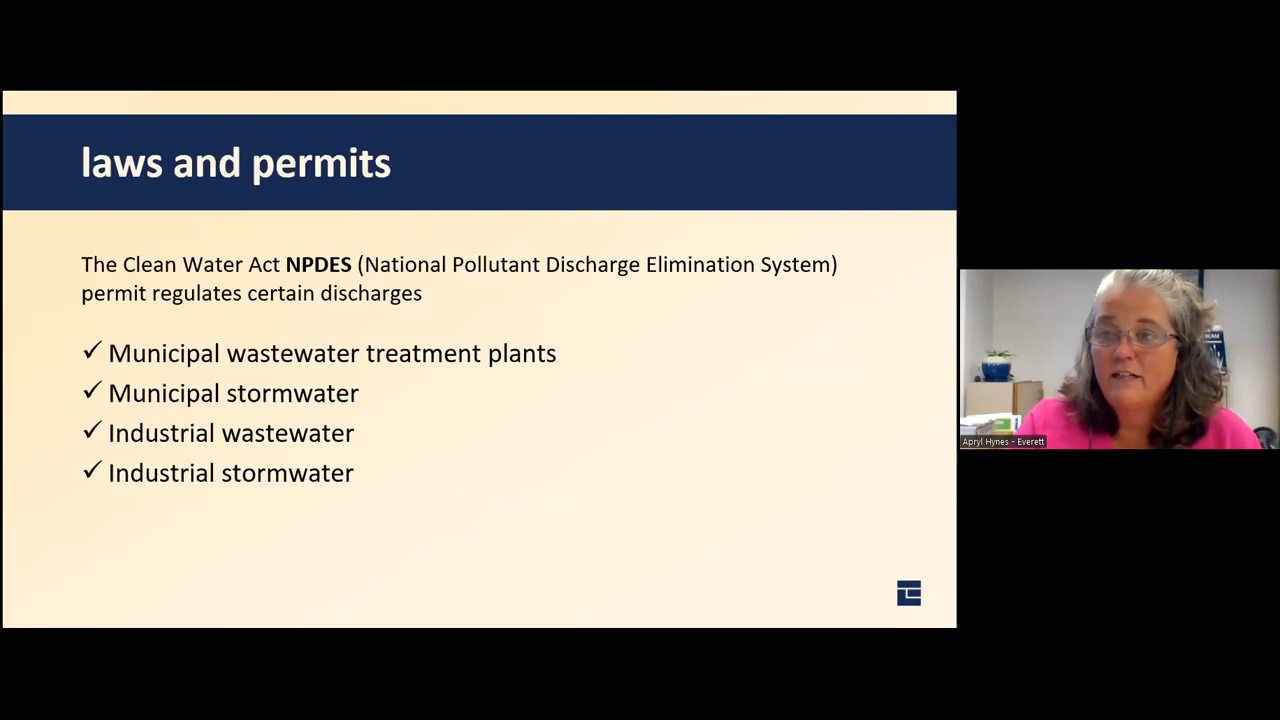 laws and permits
The Clean Water Act NPDES (National Pollutant Discharge Elimination System)
permit regulates certain discharges
✓ Municipal wastewater treatment plants
✓ Municipal stormwater
✓ Industrial wastewater
✓ Industrial stormwater
Apryl Hynes - Everett